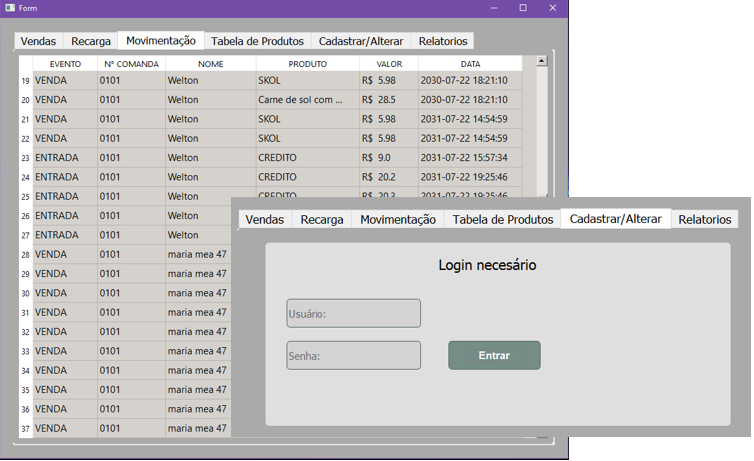 Form
Vendas Recarga Movimentação Tabela de Produtos Cadastrar/Alterar Relatorios
EVENTO Nº COMANDA NOME PRODUTO VALOR DATA
19 VENDA 0101 Welton SKOL R$ 5.98 2030-07-22 18:21:10
20 VENDA 0101 Welton Carne de sol com ... R$ 28.5 2030-07-22 18:21:10
21 VENDA 0101 Welton SKOL R$ 5.98 2031-07-22 14:54:59
22 VENDA 0101 Welton SKOL R$ 5.98 2031-07-22 14:54:59
23 ENTRADA 0101 Welton CREDITO R$ 9.0 2031-07-22 15:57:34
24 ENTRADA 0101 Welton CREDITO R$ 20.2 2031-07-22 19:25:46
25 ENTRADA 0101 Welton CREDITO R$ 20.3 2031-07-22 19:25:46
26 ENTRADA 0101 Welton
27 ENTRADA 0101 Welton
28 VENDA 0101 maria mea 47
29 VENDA 0101 maria mea 47
30 VENDA 0101 maria mea 47
31 VENDA 0101 maria mea 47
32 VENDA 0101 maria mea 47
33 VENDA 0101 maria mea 47
34 VENDA 0101 maria mea 47
35 VENDA 0101 maria mea 47
36 VENDA 0101 maria mea 47
37 VENDA 0101 maria mea 47
Vendas Recarga Movimentação Tabela de Produtos Cadastrar/Alterar Relatorios
Login necesário
Usuário:
Senha: Entrar